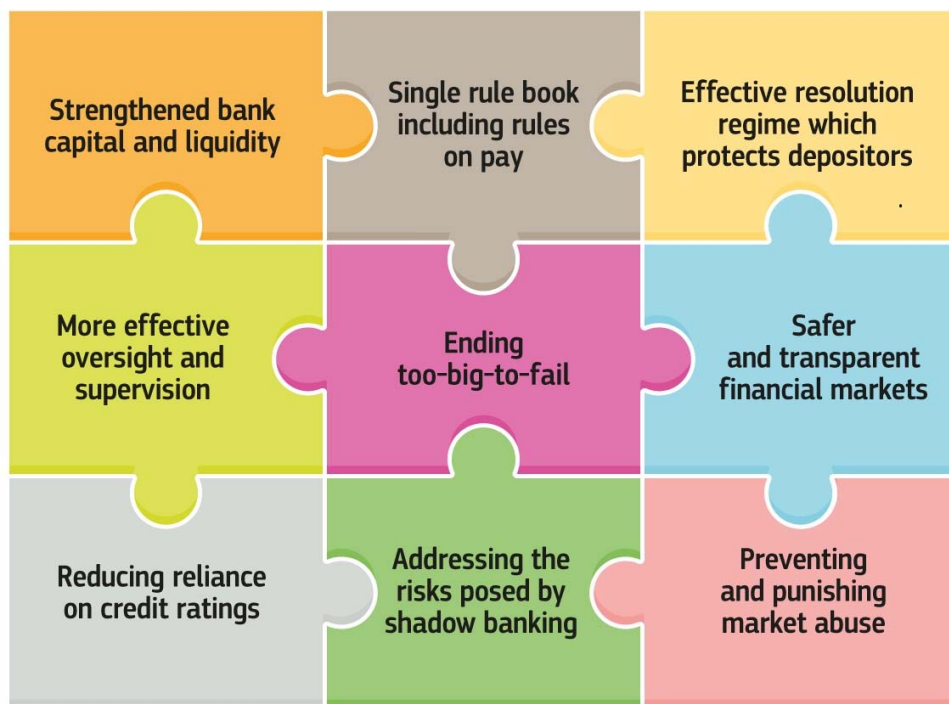 Strengthened bank
capital and liquidity
Single rule book
including rules
on pay
Effective resolution
regime which
protects depositors
More effective
oversight and
supervision
Ending
too-big-to-fail
Safer
and transparent
financial markets
Reducing reliance
on credit ratings
Addressing the
risks posed by
shadow banking
Preventing
and punishing
market abuse